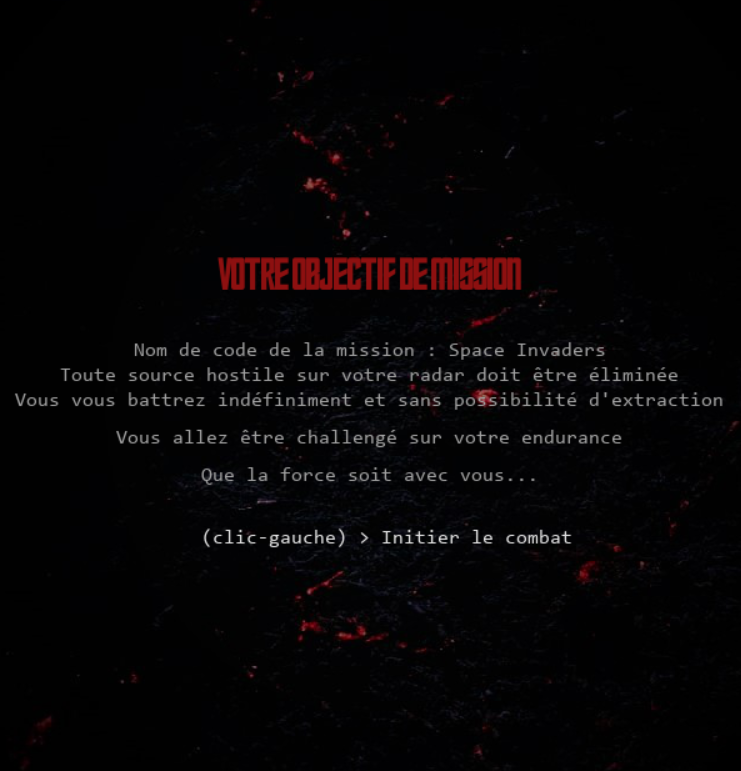 VOTRE OBJECTIF DE MISSION
Nom de code de la mission : Space Invaders
Toute source hostile sur votre radar doit être éliminée
Vous vous battrez indéfiniment et sans possibilité d'extraction
Vous allez être challengé sur votre endurance
Que la force soit avec vous...
(clic-gauche) > Initier le combat